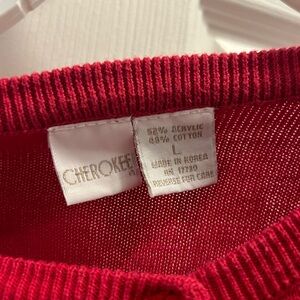 CHEROKEE
52% ACRYLIC
48% COTTON
L
MADE IN KOREA
RN 17730
REVERSE FOR CARE